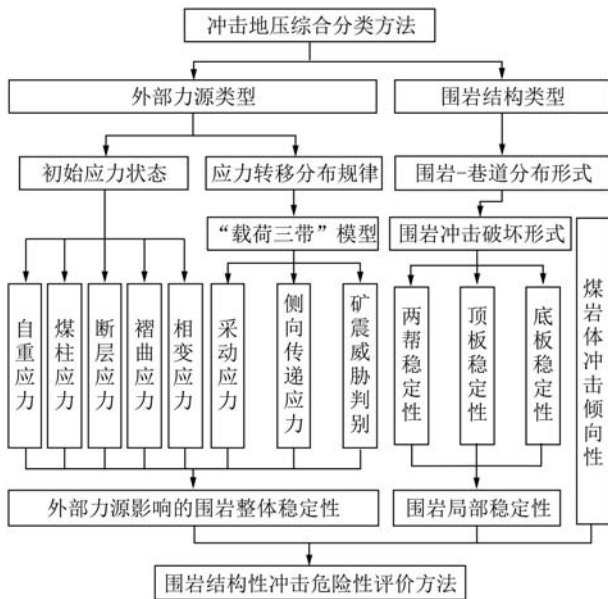 冲击地压综合分类方法
外部力源类型
围岩结构类型
初始应力状态
应力转移分布规律
围岩-巷道分布形式
“载荷三带”模型
围岩冲击破坏形式
自重应力
煤柱应力
断层应力
褶曲应力
相变应力
采动应力
侧向传递应力
矿震威胁判别
两帮稳定性
顶板稳定性
底板稳定性
煤岩体冲击倾向性
外部力源影响的围岩整体稳定性
围岩局部稳定性
围岩结构性冲击危险性评价方法